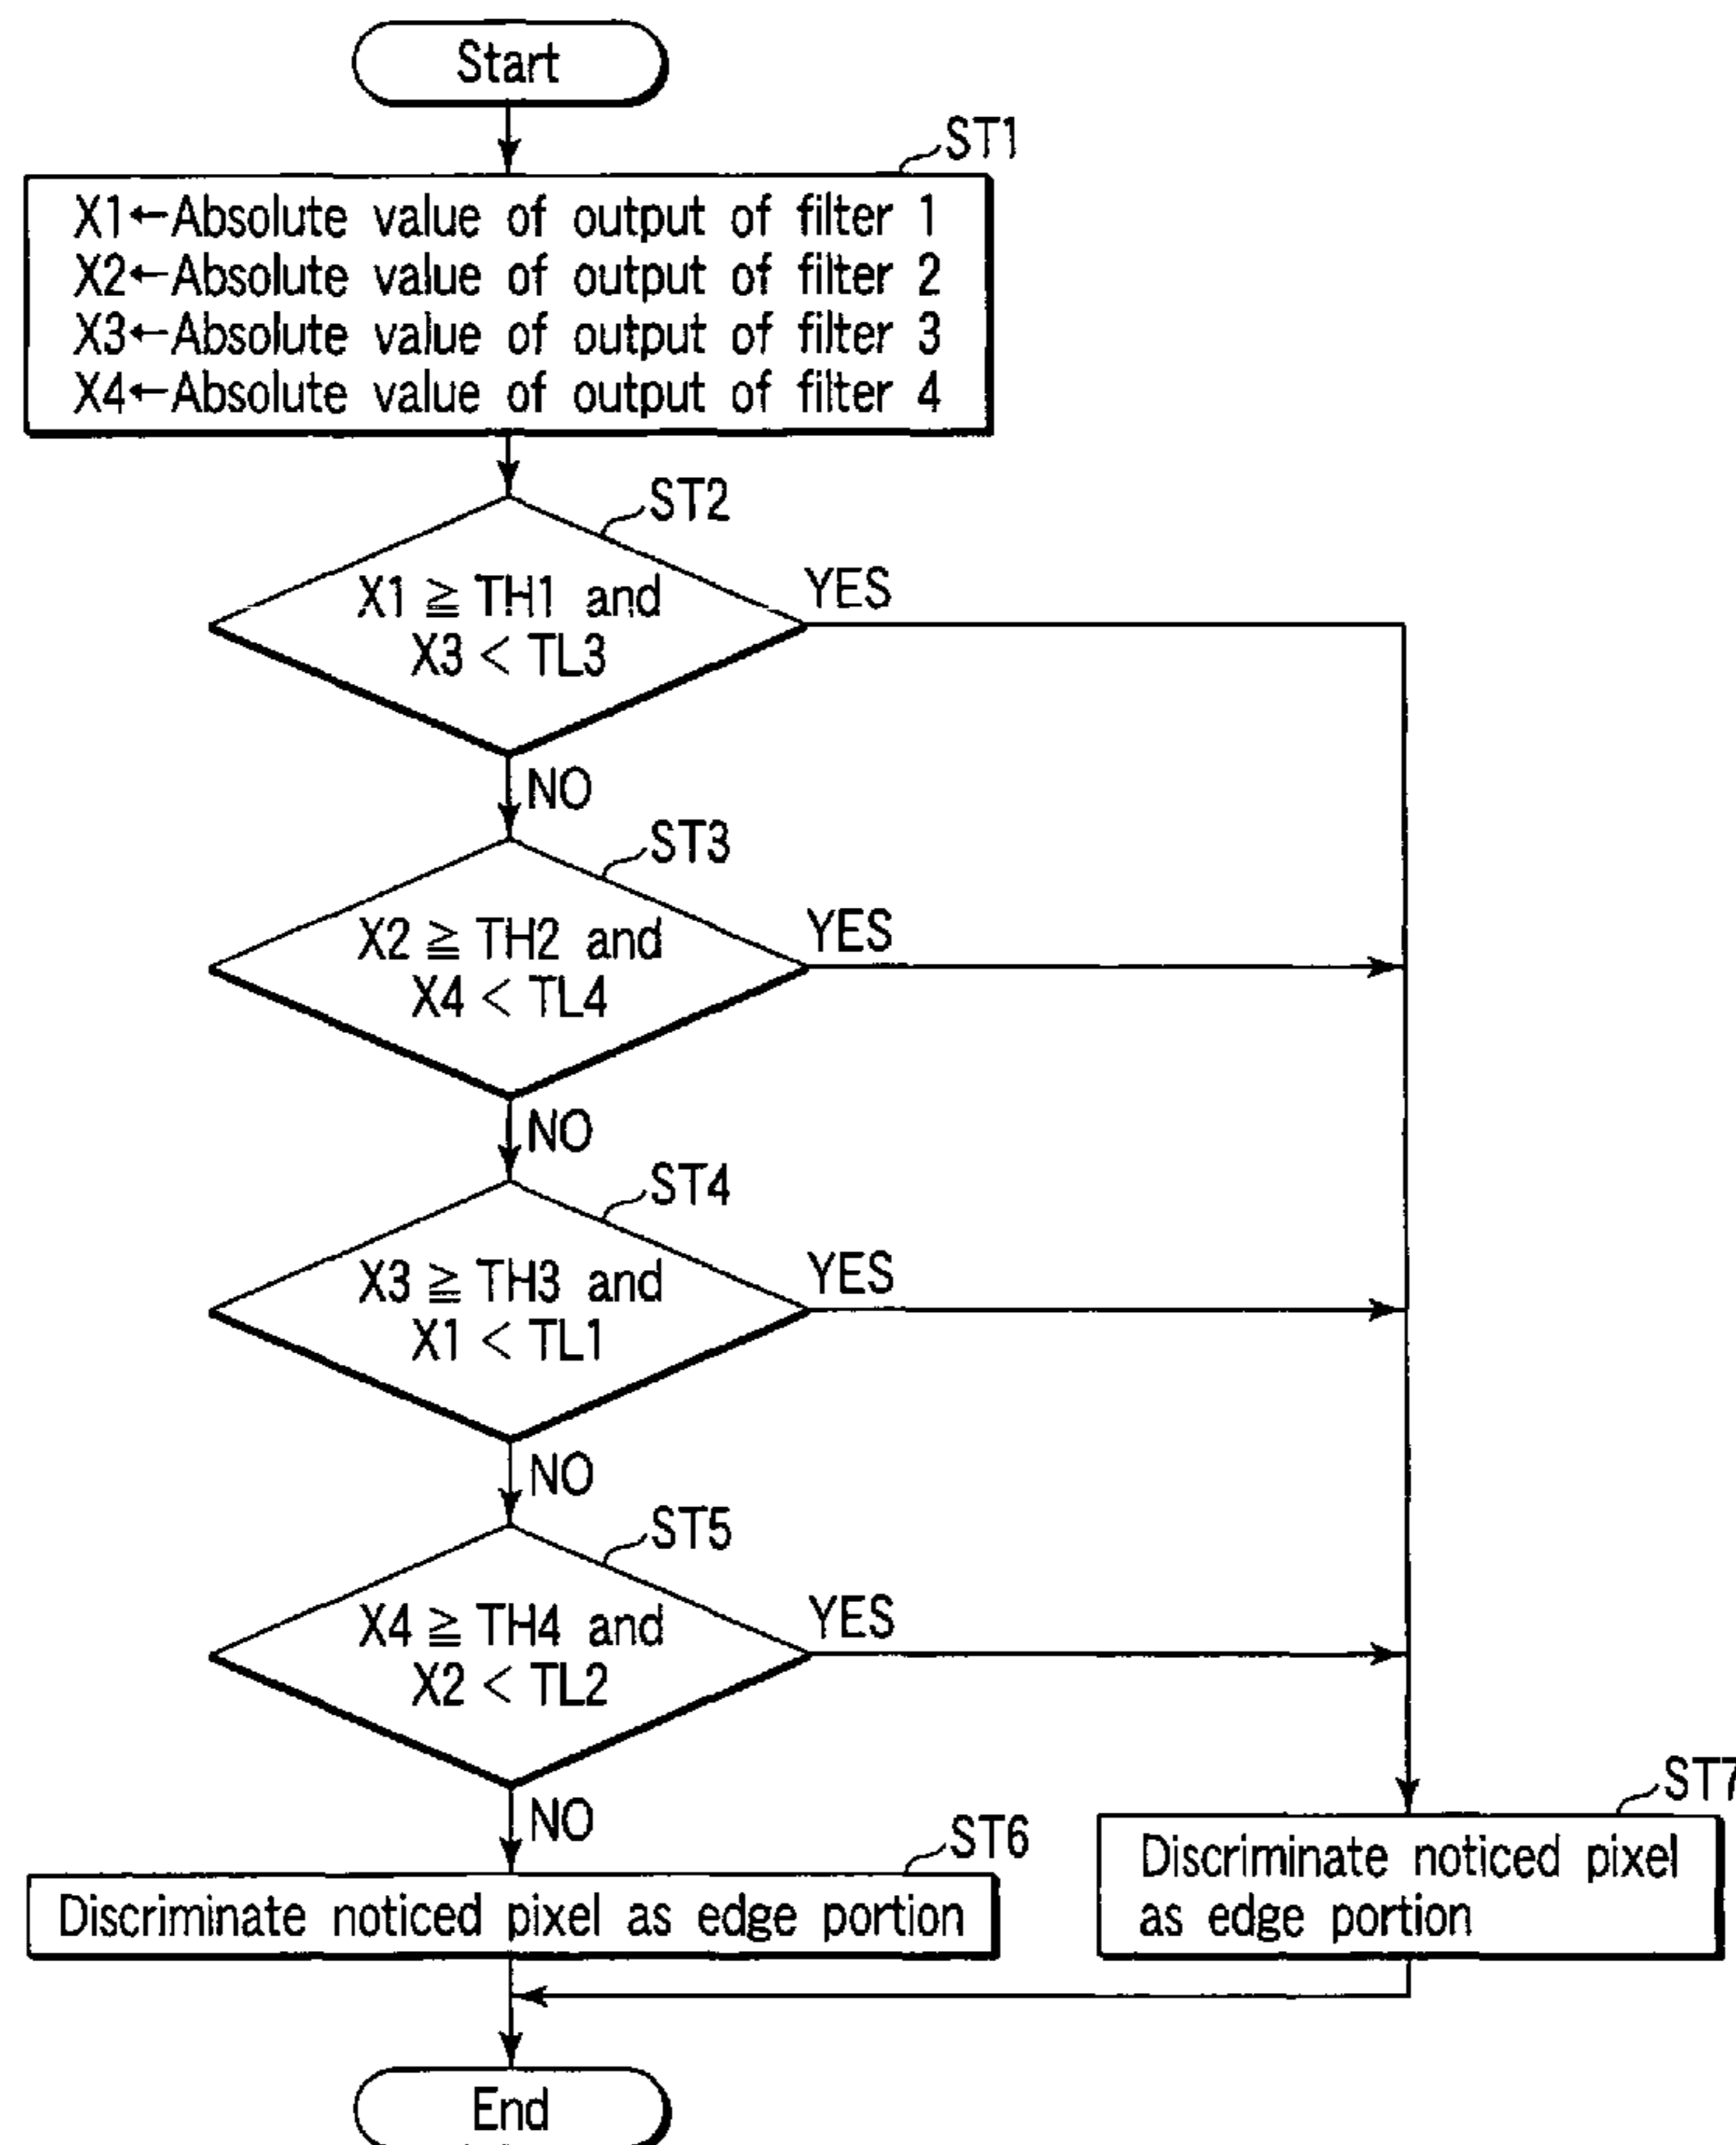 Start
ST1
X1←Absolute value of output of filter 1
X2←Absolute value of output of filter 2
X3←Absolute value of output of filter 3
X4←Absolute value of output of filter 4
ST2
X1 ≧ TH1 and
X3 < TL3
YES
NO
ST3
X2 ≧ TH2 and
X4 < TL4
YES
NO
ST4
X3 ≧ TH3 and
X1 < TL1
YES
NO
ST5
X4 ≧ TH4 and
X2 < TL2
YES
NO
ST6
Discriminate noticed pixel as edge portion
ST7
Discriminate noticed pixel
as edge portion
End